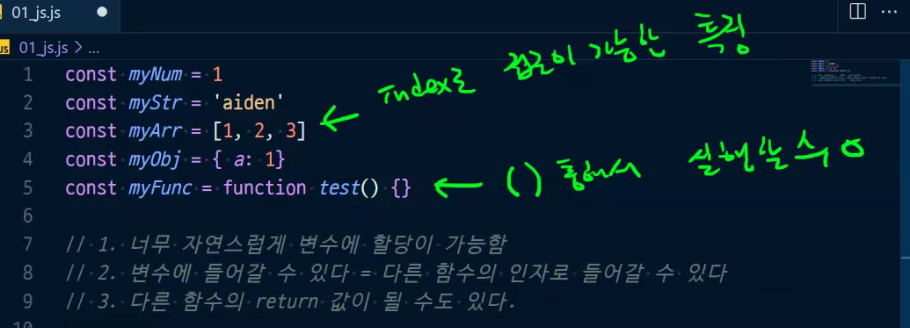 01_js.js
01_js.js > ...
1 const myNum = 1
2 const myStr = 'aiden'
3 const myArr = [1, 2, 3]
4 const myObj = { a: 1}
5 const myFunc = function test() {}
6
7 // 1. 너무 자연스럽게 변수에 할당이 가능함
8 // 2. 변수에 들어갈 수 있다 = 다른 함수의 인자로 들어갈 수 있다
9 // 3. 다른 함수의 return 값이 될 수도 있다.
10
Index로 접근이 가능한 특징
() 통해서 실행할 수 O